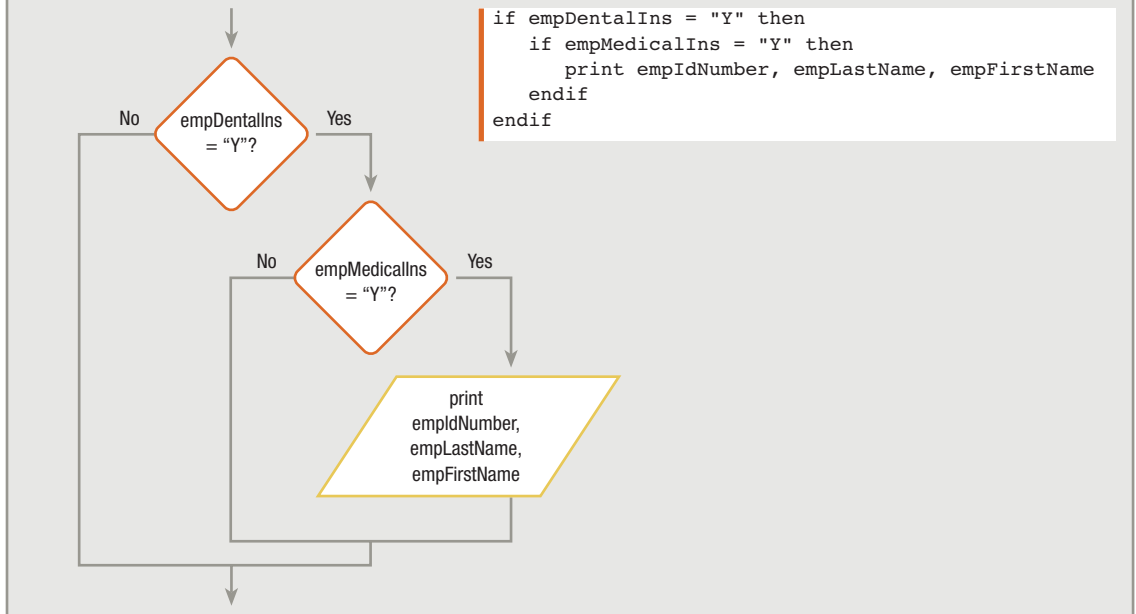 if empDentalIns = "Y" then
if empMedicalIns = "Y" then
print empIdNumber, empLastName, empFirstName
endif
endif
No
empDentalIns
= “Y”?
Yes
No
empMedicalIns
= “Y”?
Yes
print
empIdNumber,
empLastName,
empFirstName